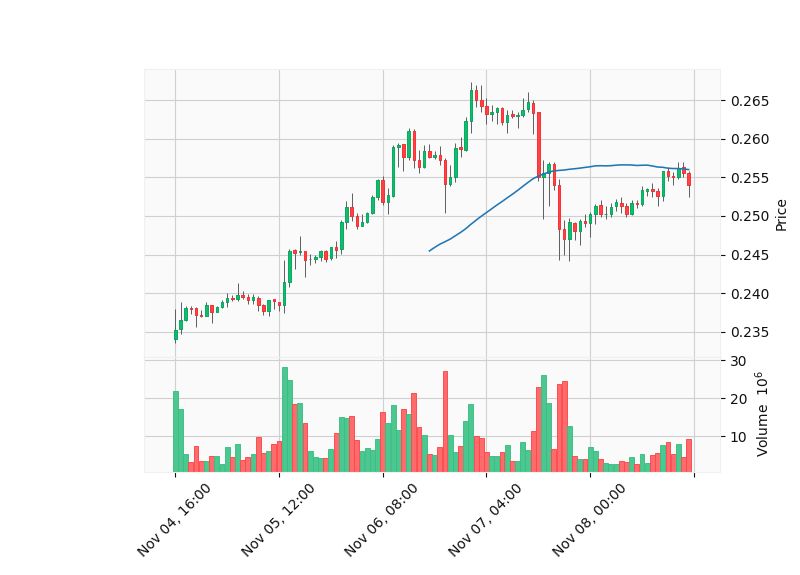 0.265
0.260
0.255
0.250
0.245
0.240
0.235
Price
30
20
10
Volume 10^6
Nov 04, 16:00
Nov 05, 12:00
Nov 06, 08:00
Nov 07, 04:00
Nov 08, 00:00